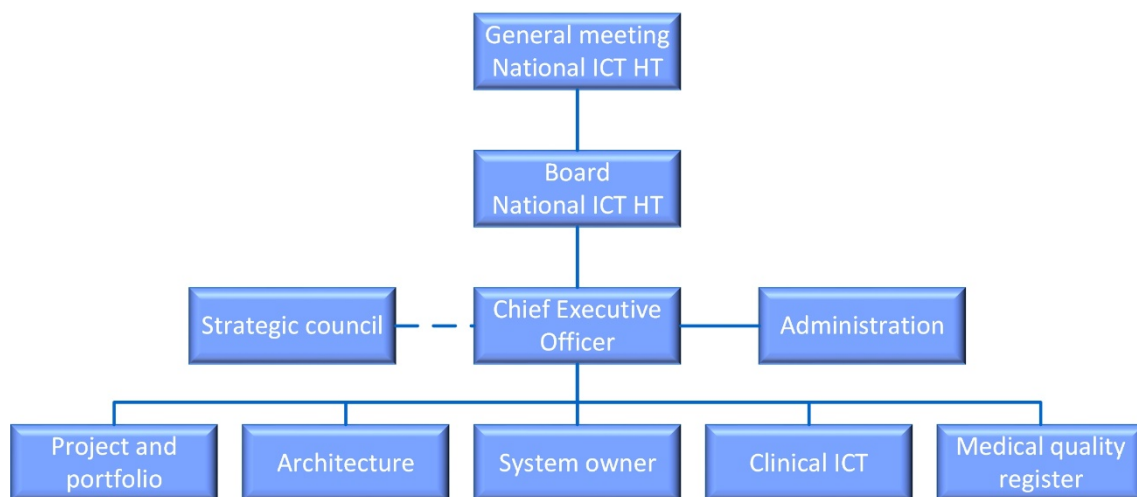 General meeting
National ICT HT
Board
National ICT HT
Strategic council
Chief Executive
Officer
Administration
Project and
portfolio
Architecture
System owner
Clinical ICT
Medical quality
register